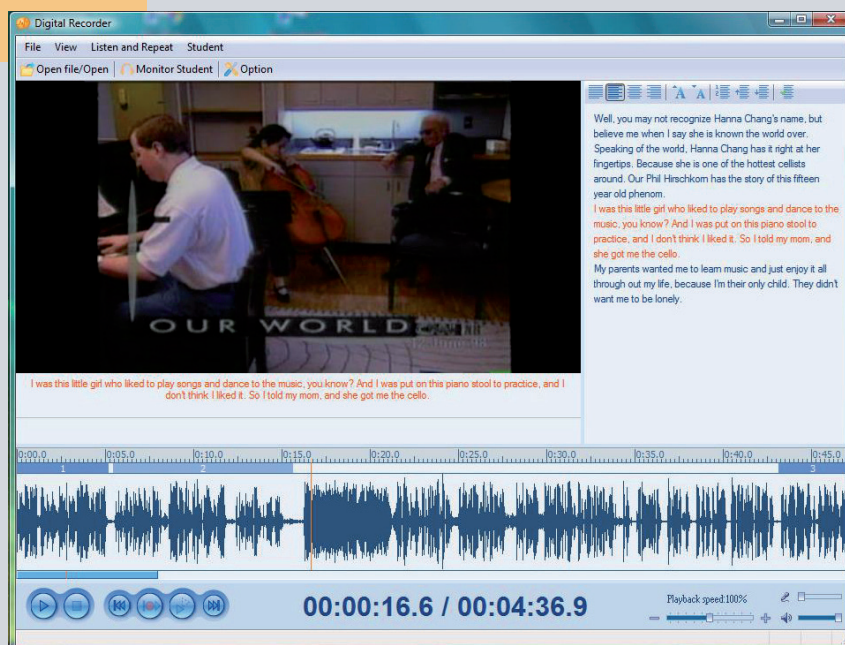 Digital Recorder
File View Listen and Repeat Student
Open file/Open Monitor Student Option
OUR WORLD
Well, you may not recognize Hanna Chang's name, but
believe me when I say she is known the world over.
Speaking of the world, Hanna Chang has it right at her
fingertips. Because she is one of the hottest cellists
around. Our Phil Hirschkorn has the story of this fifteen
year old phenom.
I was this little girl who liked to play songs and dance to the
music, you know? And I was put on this piano stool to
practice, and I don't think I liked it. So I told my mom, and
she got me the cello.
My parents wanted me to learn music and just enjoy it all
through out my life, because I'm their only child. They didn't
want me to be lonely.
I was this little girl who liked to play songs and dance to the music, you know? And I was put on this piano stool to practice, and I
don't think I liked it. So I told my mom, and she got me the cello.
0:00.0 0:05.0 0:10.0 0:15.0 0:20.0 0:25.0 0:30.0 0:35.0 0:40.0 0:45.0
1 2 3
00:00:16.6 / 00:04:36.9
Playback speed:100%